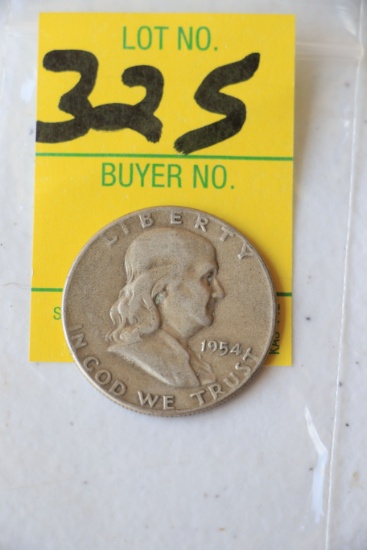 LOT NO.
325
BUYER NO.
LIBERTY
1954
IN GOD WE TRUST